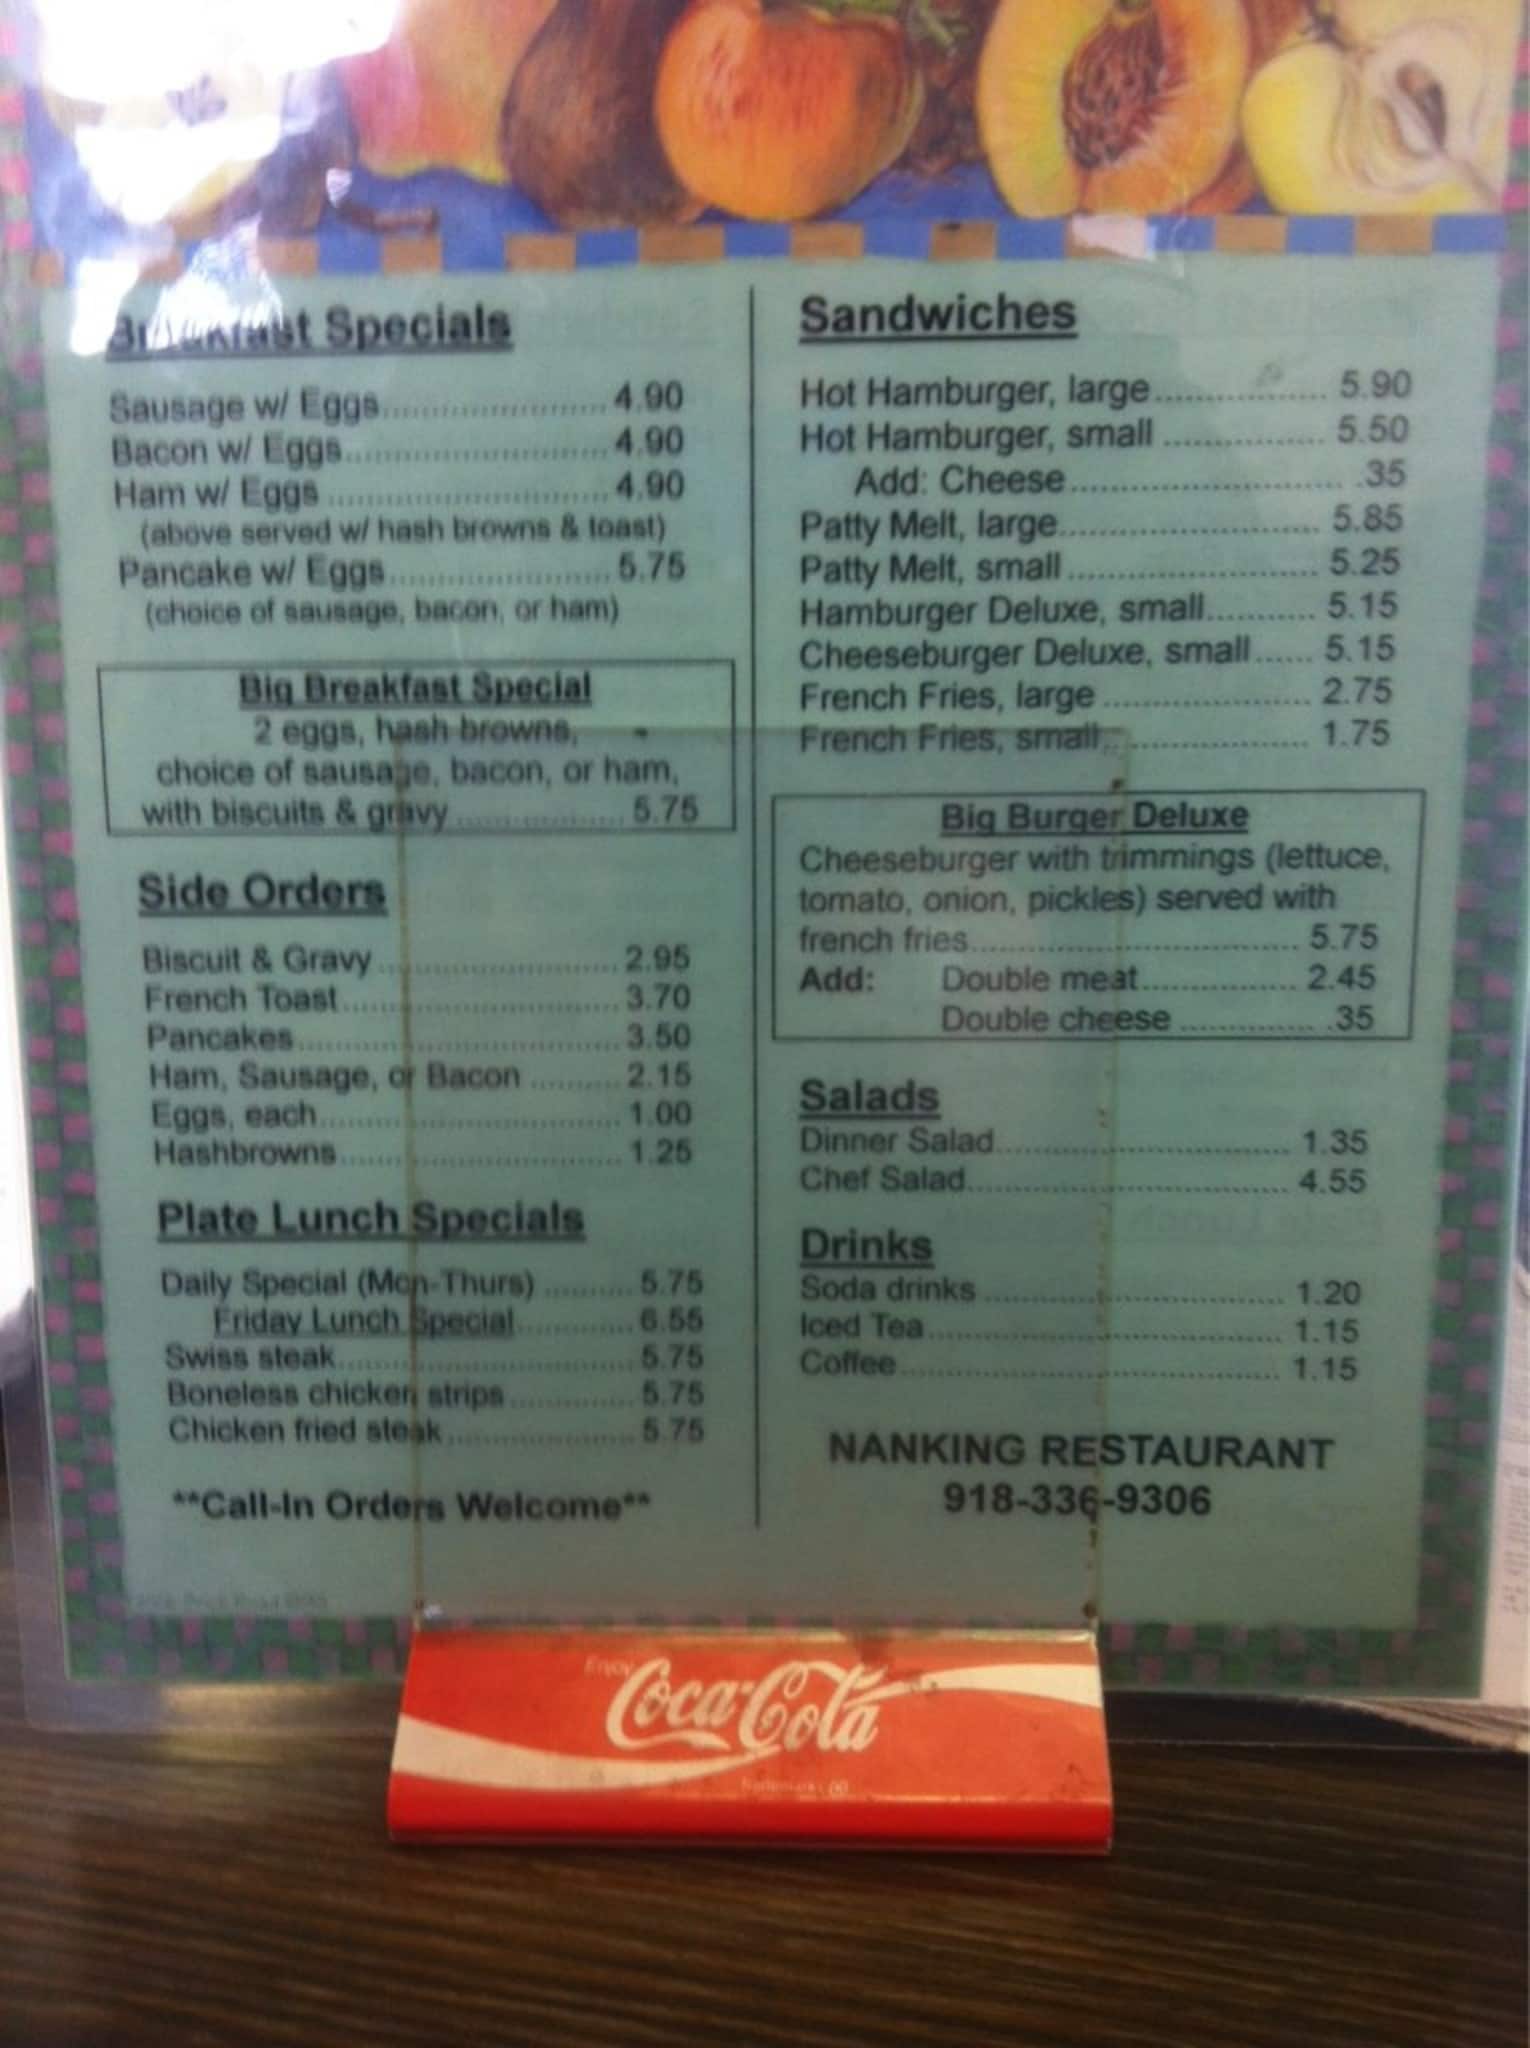 Breakfast Specials
Sausage w/ Eggs........................ 4.90
Bacon w/ Eggs............................ 4.90
Ham w/ Eggs .............................. 4.90
(above served w/ hash browns & toast)
Pancake w/ Eggs........................ 5.75
(choice of sausage, bacon, or ham)
Big Breakfast Special
2 eggs, hash browns,
choice of sausage, bacon, or ham,
with biscuits & gravy .................. 5.75
Side Orders
Biscuit & Gravy .......................... 2.95
French Toast .............................. 3.70
Pancakes................................... 3.50
Ham, Sausage, or Bacon .......... 2.15
Eggs, each................................. 1.00
Hashbrowns............................... 1.25
Plate Lunch Specials
Daily Special (Mon-Thurs) .......... 5.75
Friday Lunch Special............. 6.55
Swiss steak................................. 5.75
Boneless chicken strips .............. 5.75
Chicken fried steak ..................... 5.75
**Call-In Orders Welcome**
Sandwiches
Hot Hamburger, large................. 5.90
Hot Hamburger, small ................ 5.50
Add: Cheese........................... .35
Patty Melt, large.......................... 5.85
Patty Melt, small ......................... 5.25
Hamburger Deluxe, small........... 5.15
Cheeseburger Deluxe, small...... 5.15
French Fries, large ..................... 2.75
French Fries, small..................... 1.75
Big Burger Deluxe
Cheeseburger with trimmings (lettuce,
tomato, onion, pickles) served with
french fries................................. 5.75
Add: Double meat................ 2.45
Double cheese .............. .35
Salads
Dinner Salad.............................. 1.35
Chef Salad................................. 4.55
Drinks
Soda drinks ............................... 1.20
Iced Tea.................................... 1.15
Coffee....................................... 1.15
NANKING RESTAURANT
918-336-9306
Enjoy
Coca-Cola